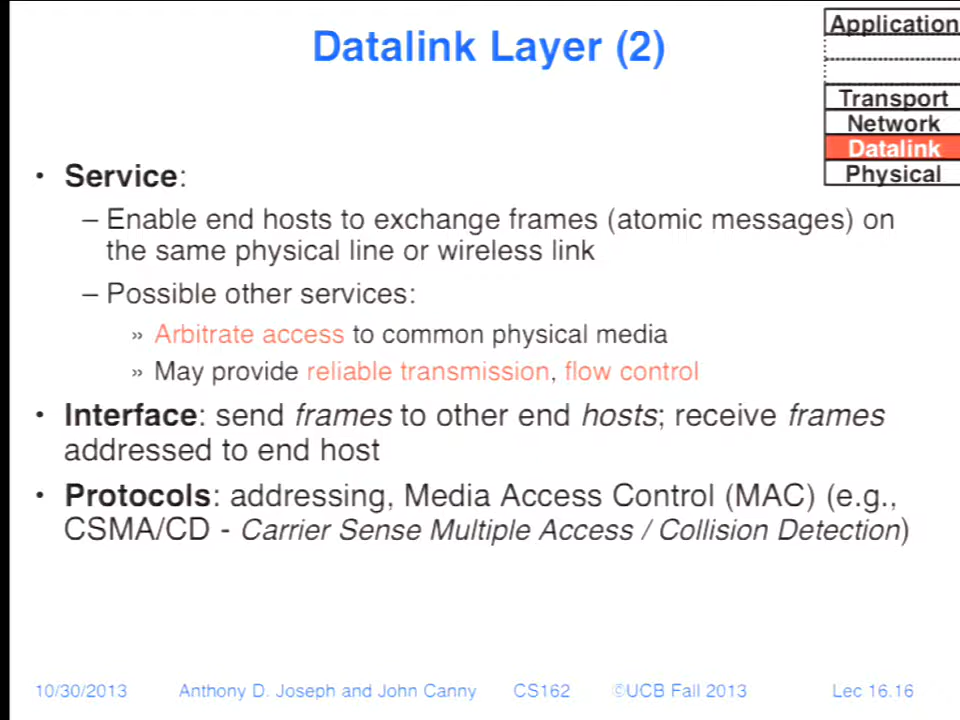 Datalink Layer (2)
Application
Transport
Network
Datalink
Physical
• Service:
– Enable end hosts to exchange frames (atomic messages) on
the same physical line or wireless link
– Possible other services:
» Arbitrate access to common physical media
» May provide reliable transmission, flow control
• Interface: send frames to other end hosts; receive frames
addressed to end host
• Protocols: addressing, Media Access Control (MAC) (e.g.,
CSMA/CD - Carrier Sense Multiple Access / Collision Detection)
10/30/2013 Anthony D. Joseph and John Canny CS162 ©UCB Fall 2013 Lec 16.16